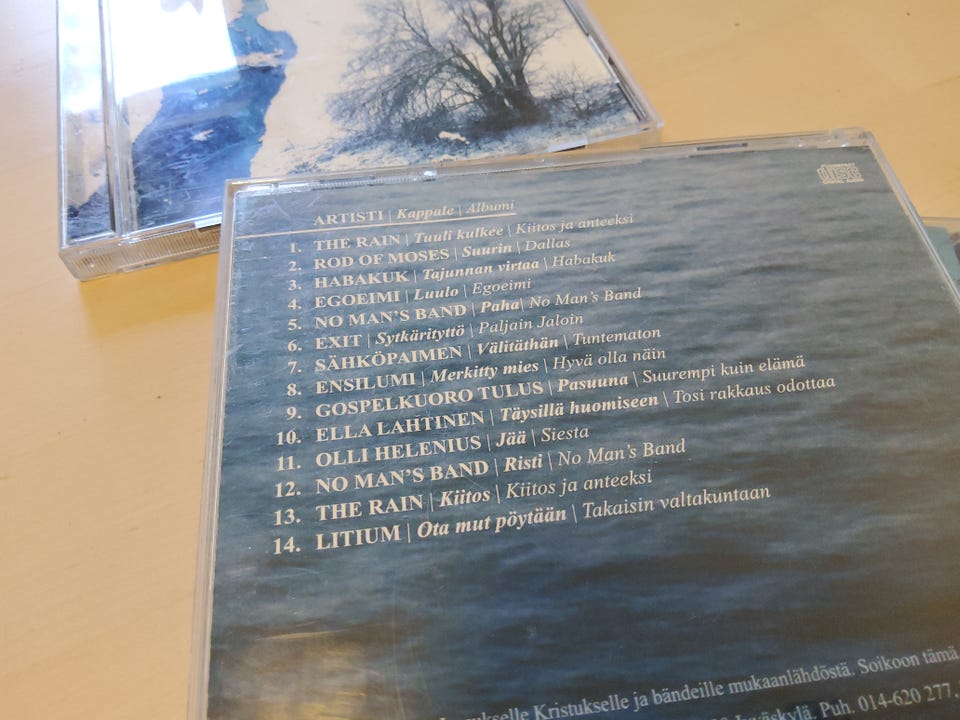 disc
ARTISTI | Kappale | Albumi
1. THE RAIN | Tuuli kulkee | Kiitos ja anteeksi
2. ROD OF MOSES | Suurin | Dallas
3. HABAKUK | Tajunnan virtaa | Habakuk
4. EGOEIMI | Luulo | Egoeimi
5. NO MAN'S BAND | Paha | No Man's Band
6. EXIT | Sytkärityttö | Paljain Jaloin
7. SÄHKÖPAIMEN | Välitäthän | Tuntematon
8. ENSILUMI | Merkitty mies | Hyvä olla näin
9. GOSPELKUORO TULUS | Pasuuna | Suurempi kuin elämä
10. ELLA LAHTINEN | Täysillä huomiseen | Tosi rakkaus odottaa
11. OLLI HELENIUS | Jää | Siesta
12. NO MAN'S BAND | Risti | No Man's Band
13. THE RAIN | Kiitos | Kiitos ja anteeksi
14. LITIUM | Ota mut pöytään | Takaisin valtakuntaan
Kristukselle ja bändeille mukaanlähdöstä. Soikoon tämä
Jyväskylä. Puh. 014-620 277,